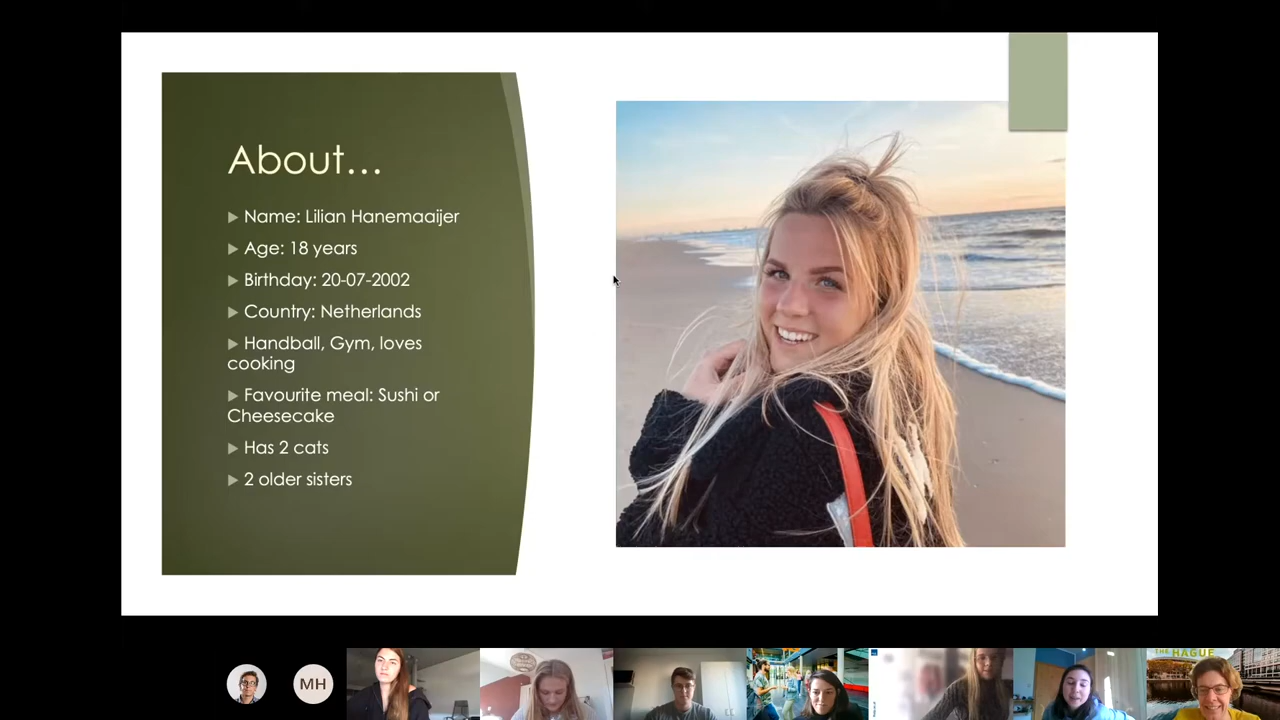 About...
Name: Lilian Hanemaaijer
Age: 18 years
Birthday: 20-07-2002
Country: Netherlands
Handball, Gym, loves
cooking
Favourite meal: Sushi or
Cheesecake
Has 2 cats
2 older sisters
MH
THE HAGUE